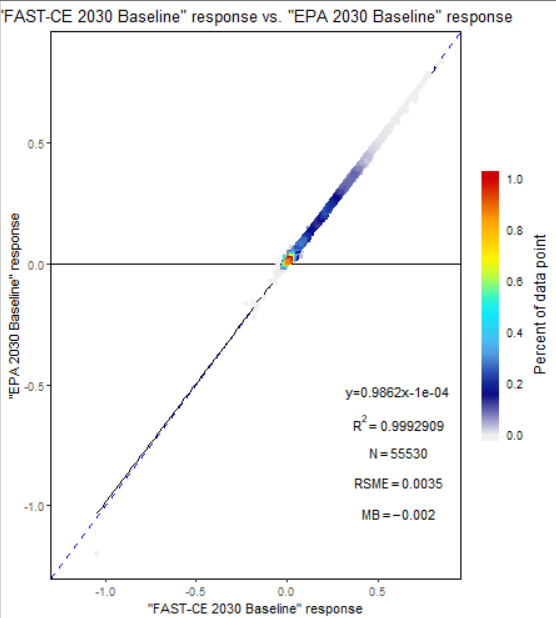 "FAST-CE 2030 Baseline" response vs. "EPA 2030 Baseline" response
0.5
0.0
-0.5
-1.0
"EPA 2030 Baseline" response
y=0.9862x-1e-04
R² = 0.9992909
N = 55530
RSME = 0.0035
MB = −0.002
1.0
0.8
0.6
0.4
0.2
0.0
Percent of data point
-1.0 -0.5 0.0 0.5
"FAST-CE 2030 Baseline" response